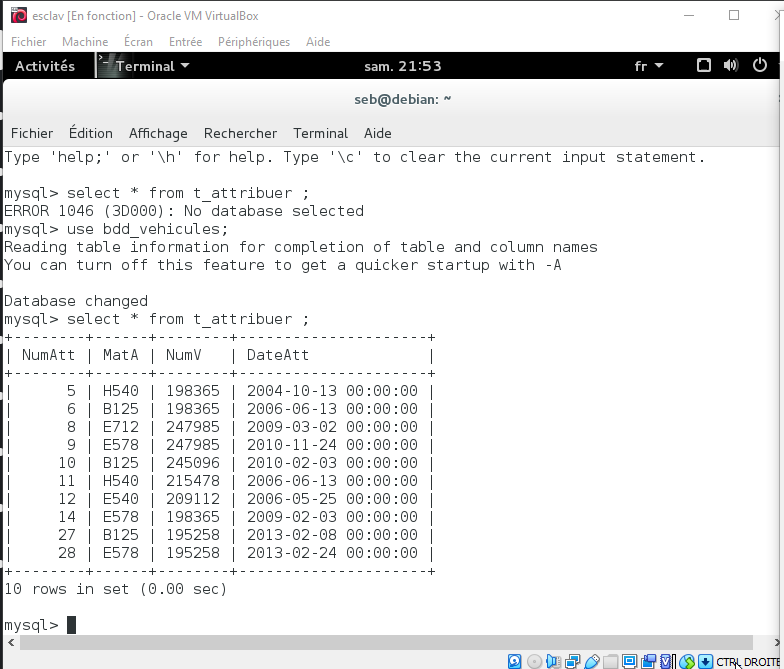 esclav [En fonction] - Oracle VM VirtualBox
Fichier Machine Écran Entrée Périphériques Aide
Activités Terminal sam. 21:53 fr
seb@debian: ~
Fichier Édition Affichage Rechercher Terminal Aide
Type 'help;' or '\h' for help. Type '\c' to clear the current input statement.
mysql> select * from t_attribuer ;
ERROR 1046 (3D000): No database selected
mysql> use bdd_vehicules;
Reading table information for completion of table and column names
You can turn off this feature to get a quicker startup with -A
Database changed
mysql> select * from t_attribuer ;
+--------+------+--------+---------------------+
| NumAtt | MatA | NumV   | DateAtt             |
+--------+------+--------+---------------------+
|      5 | H540 | 198365 | 2004-10-13 00:00:00 |
|      6 | B125 | 198365 | 2006-06-13 00:00:00 |
|      8 | E712 | 247985 | 2009-03-02 00:00:00 |
|      9 | E578 | 247985 | 2010-11-24 00:00:00 |
|     10 | B125 | 245096 | 2010-02-03 00:00:00 |
|     11 | H540 | 215478 | 2006-06-13 00:00:00 |
|     12 | E540 | 209112 | 2006-05-25 00:00:00 |
|     14 | E578 | 198365 | 2009-02-03 00:00:00 |
|     27 | B125 | 195258 | 2013-02-08 00:00:00 |
|     28 | E578 | 195258 | 2013-02-24 00:00:00 |
+--------+------+--------+---------------------+
10 rows in set (0.00 sec)
mysql>
CTRL DROITE